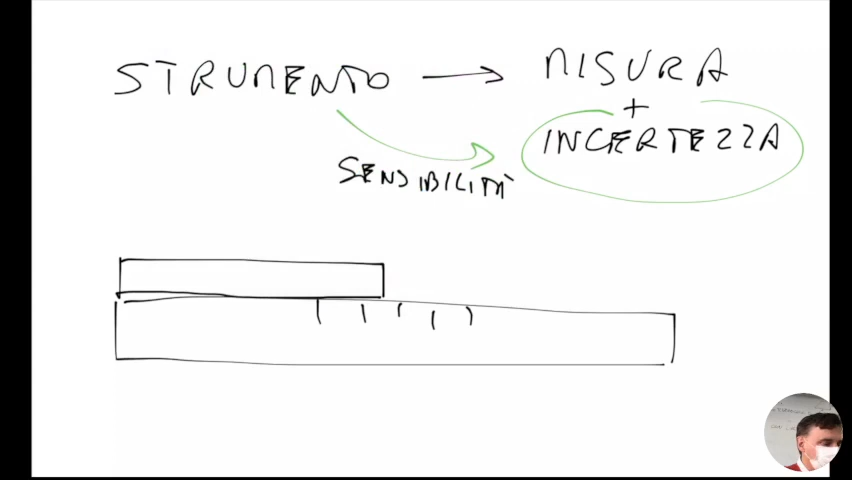 STRUMENTO → MISURA
+
INCERTEZZA
SENSIBILITÀ